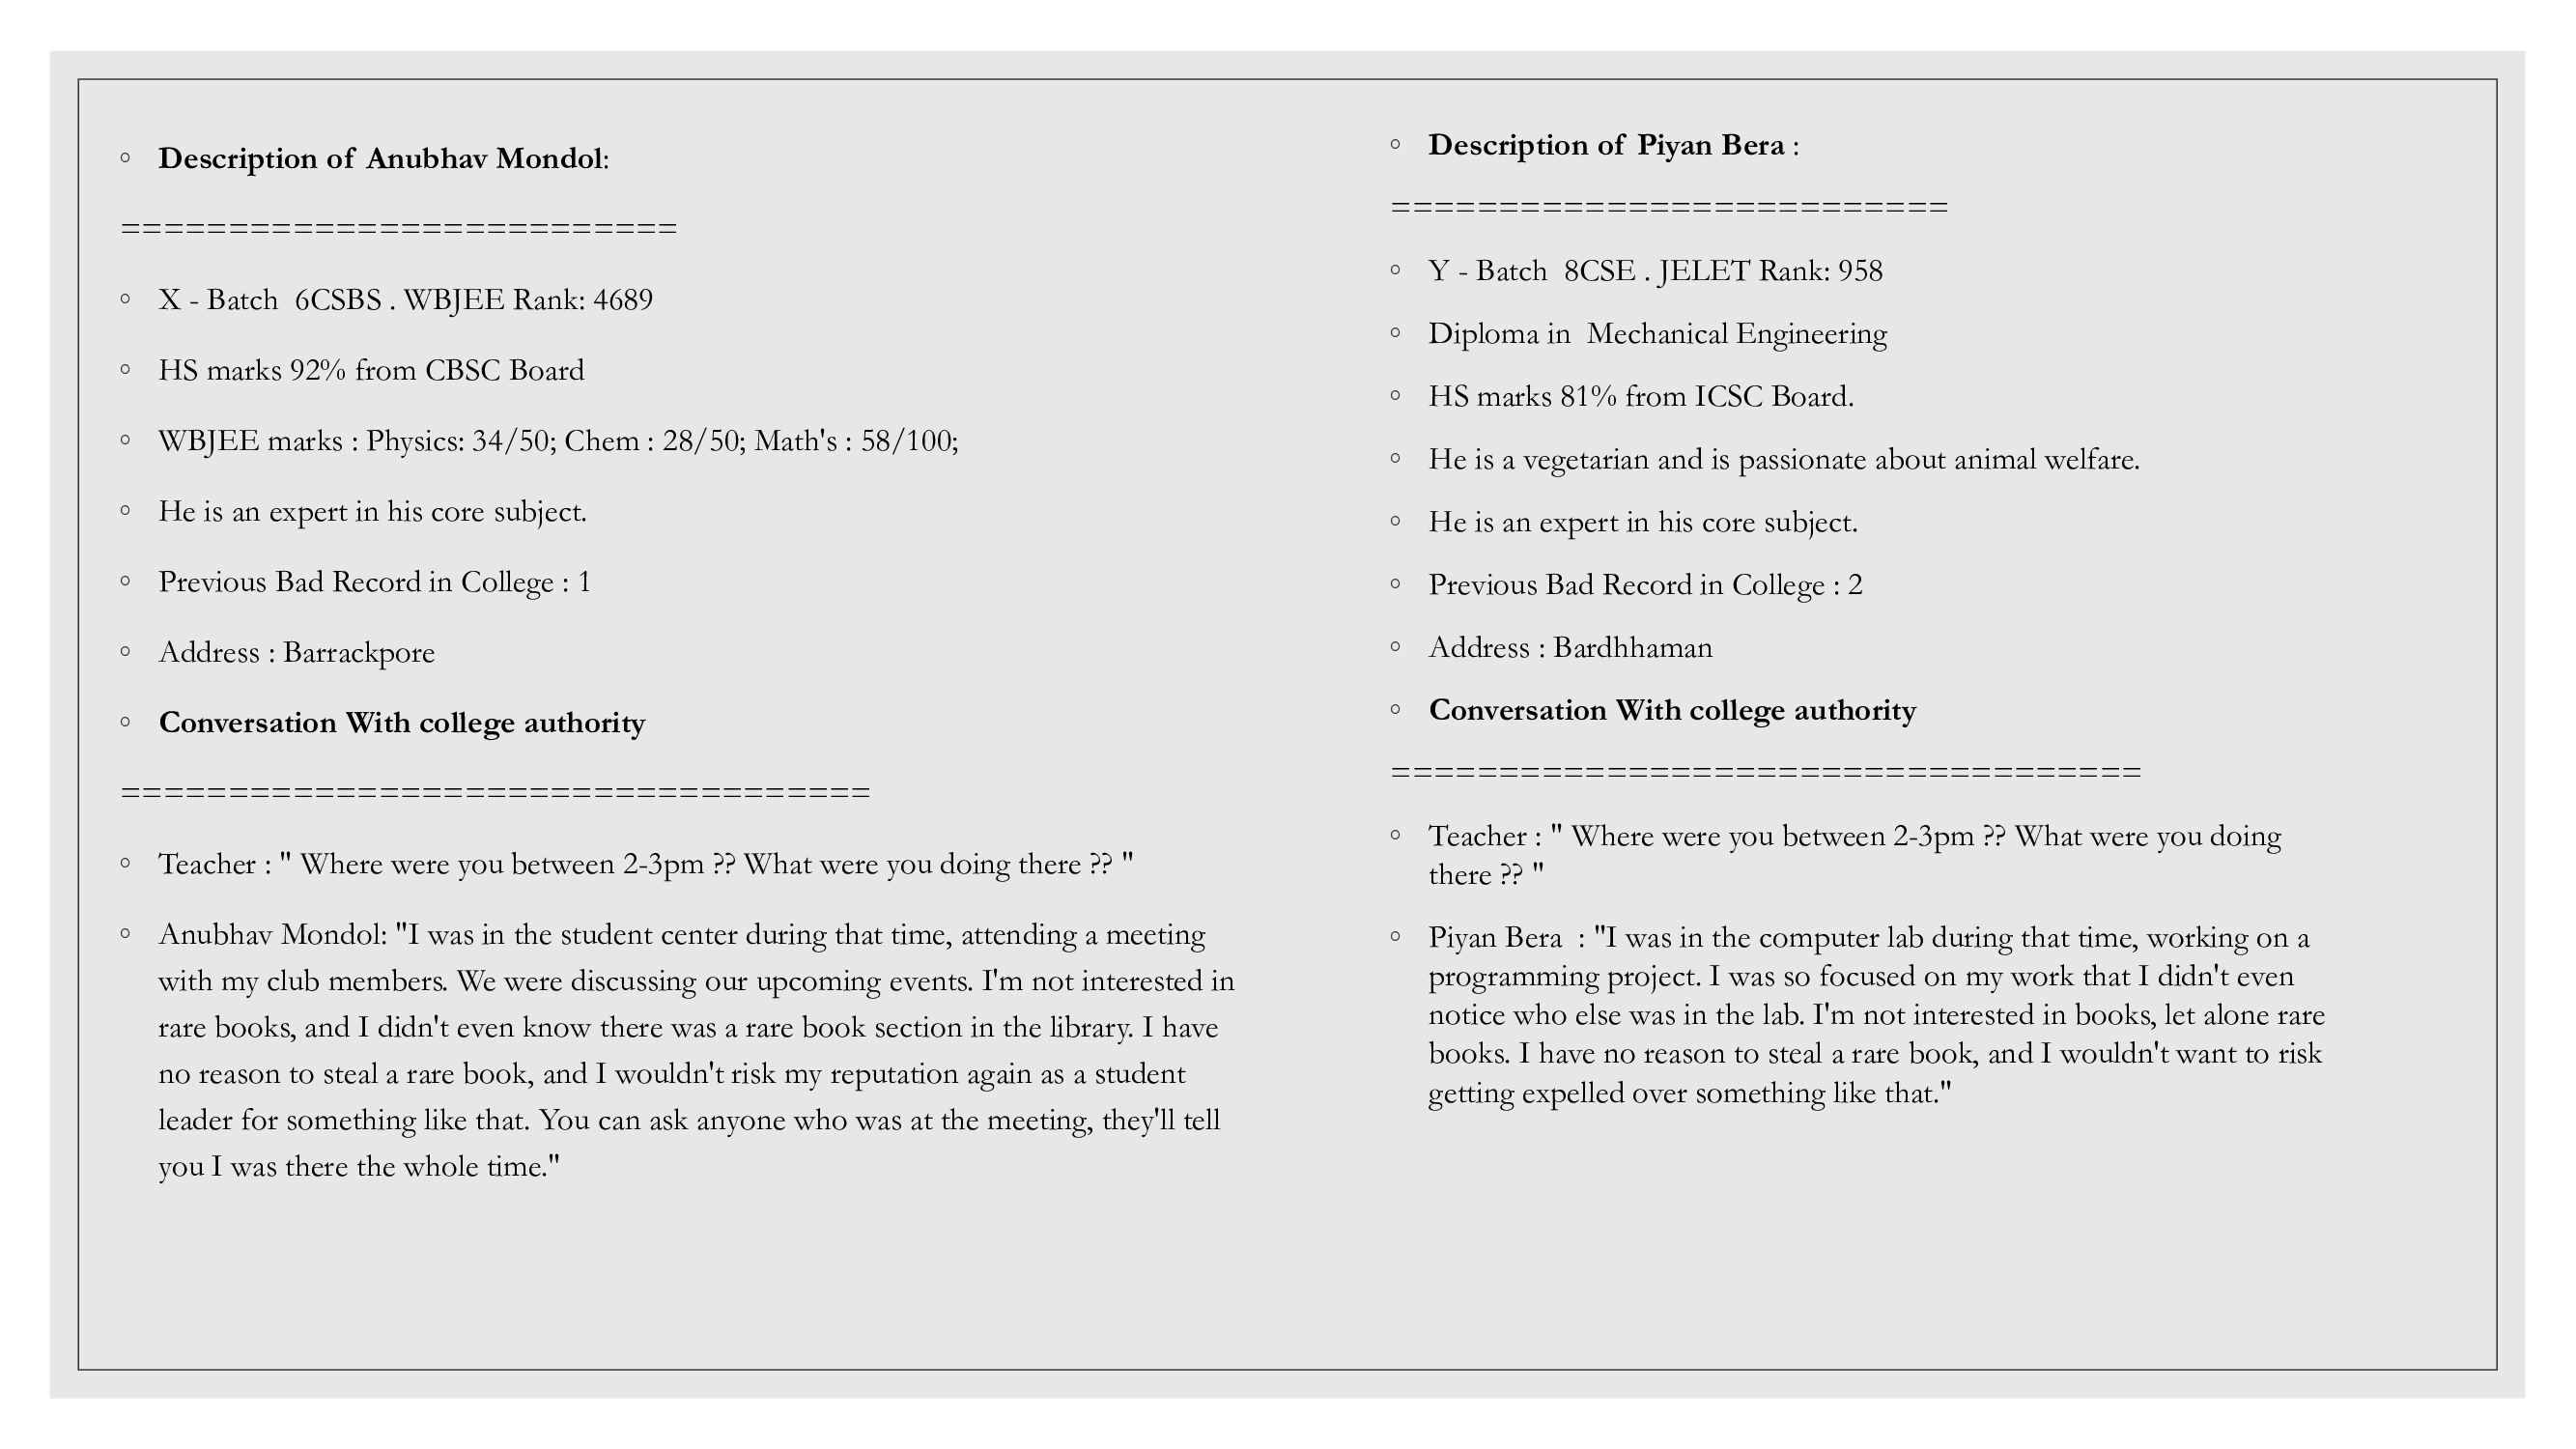 ◦ Description of Anubhav Mondol:
==========================
◦ X - Batch  6CSBS . WBJEE Rank: 4689
◦ HS marks 92% from CBSC Board
◦ WBJEE marks : Physics: 34/50; Chem : 28/50; Math's : 58/100;
◦ He is an expert in his core subject.
◦ Previous Bad Record in College : 1
◦ Address : Barrackpore
◦ Conversation With college authority
===================================
◦ Teacher : " Where were you between 2-3pm ?? What were you doing there ?? "
◦ Anubhav Mondol: "I was in the student center during that time, attending a meeting
with my club members. We were discussing our upcoming events. I'm not interested in
rare books, and I didn't even know there was a rare book section in the library. I have
no reason to steal a rare book, and I wouldn't risk my reputation again as a student
leader for something like that. You can ask anyone who was at the meeting, they'll tell
you I was there the whole time."
◦ Description of Piyan Bera :
==========================
◦ Y - Batch  8CSE . JELET Rank: 958
◦ Diploma in  Mechanical Engineering
◦ HS marks 81% from ICSC Board.
◦ He is a vegetarian and is passionate about animal welfare.
◦ He is an expert in his core subject.
◦ Previous Bad Record in College : 2
◦ Address : Bardhhaman
◦ Conversation With college authority
===================================
◦ Teacher : " Where were you between 2-3pm ?? What were you doing
there ?? "
◦ Piyan Bera  : "I was in the computer lab during that time, working on a
programming project. I was so focused on my work that I didn't even
notice who else was in the lab. I'm not interested in books, let alone rare
books. I have no reason to steal a rare book, and I wouldn't want to risk
getting expelled over something like that."